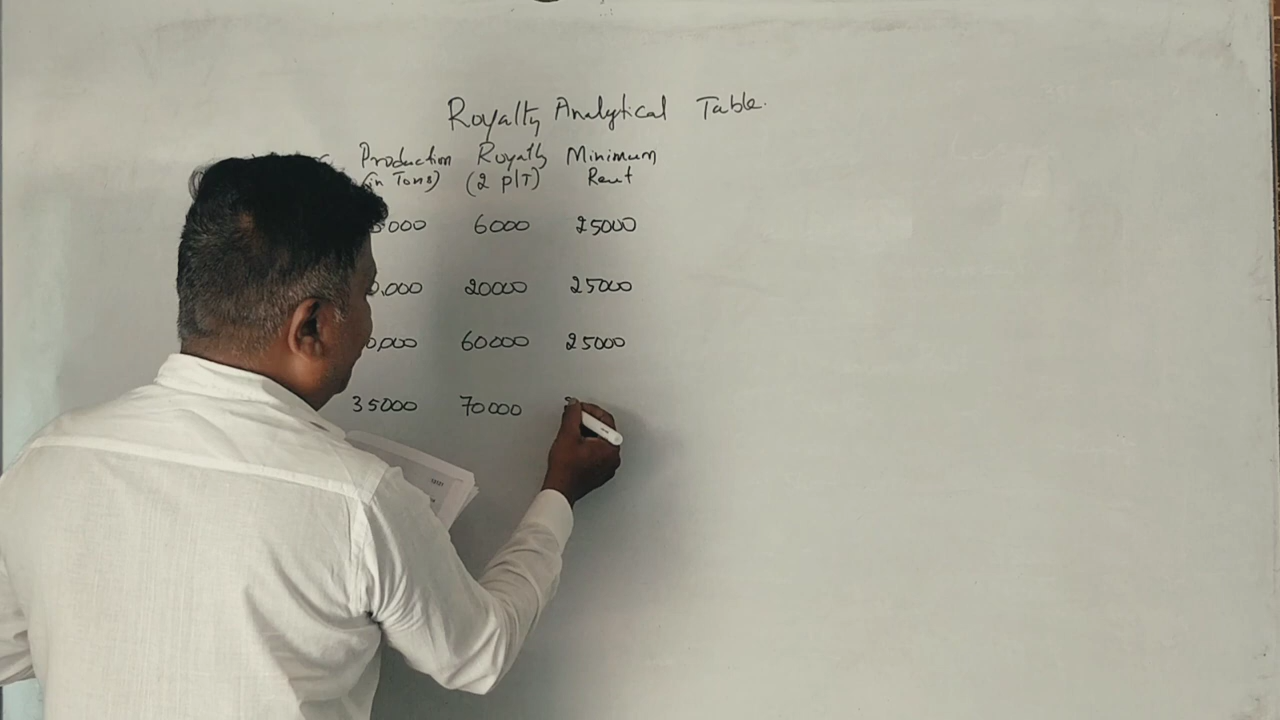 Royalty Analytical Table.
Production Royalty Minimum
(in Tons) (2 P/T) Rent
000 6000 25000
0,000 20000 25000
0,000 60000 25000
35000 70000